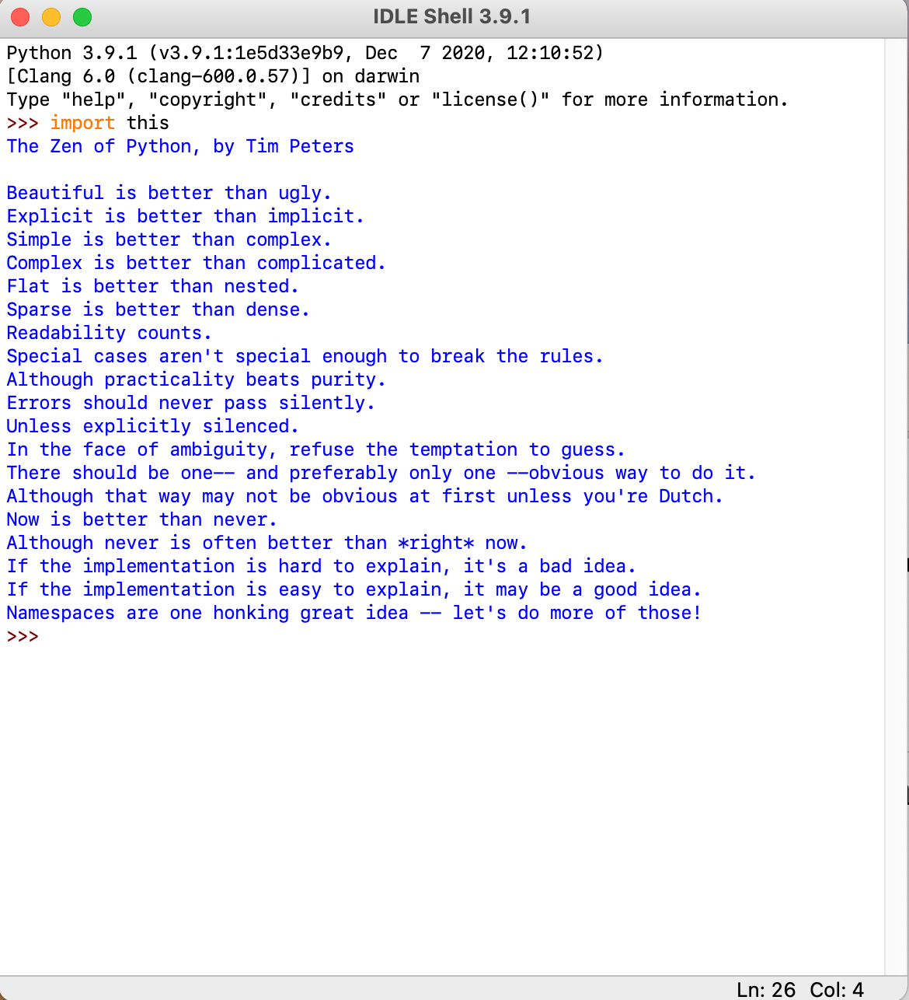 IDLE Shell 3.9.1
Python 3.9.1 (v3.9.1:1e5d33e9b9, Dec  7 2020, 12:10:52)
[Clang 6.0 (clang-600.0.57)] on darwin
Type "help", "copyright", "credits" or "license()" for more information.
>>> import this
The Zen of Python, by Tim Peters

Beautiful is better than ugly.
Explicit is better than implicit.
Simple is better than complex.
Complex is better than complicated.
Flat is better than nested.
Sparse is better than dense.
Readability counts.
Special cases aren't special enough to break the rules.
Although practicality beats purity.
Errors should never pass silently.
Unless explicitly silenced.
In the face of ambiguity, refuse the temptation to guess.
There should be one-- and preferably only one --obvious way to do it.
Although that way may not be obvious at first unless you're Dutch.
Now is better than never.
Although never is often better than *right* now.
If the implementation is hard to explain, it's a bad idea.
If the implementation is easy to explain, it may be a good idea.
Namespaces are one honking great idea -- let's do more of those!
>>>
Ln: 26  Col: 4